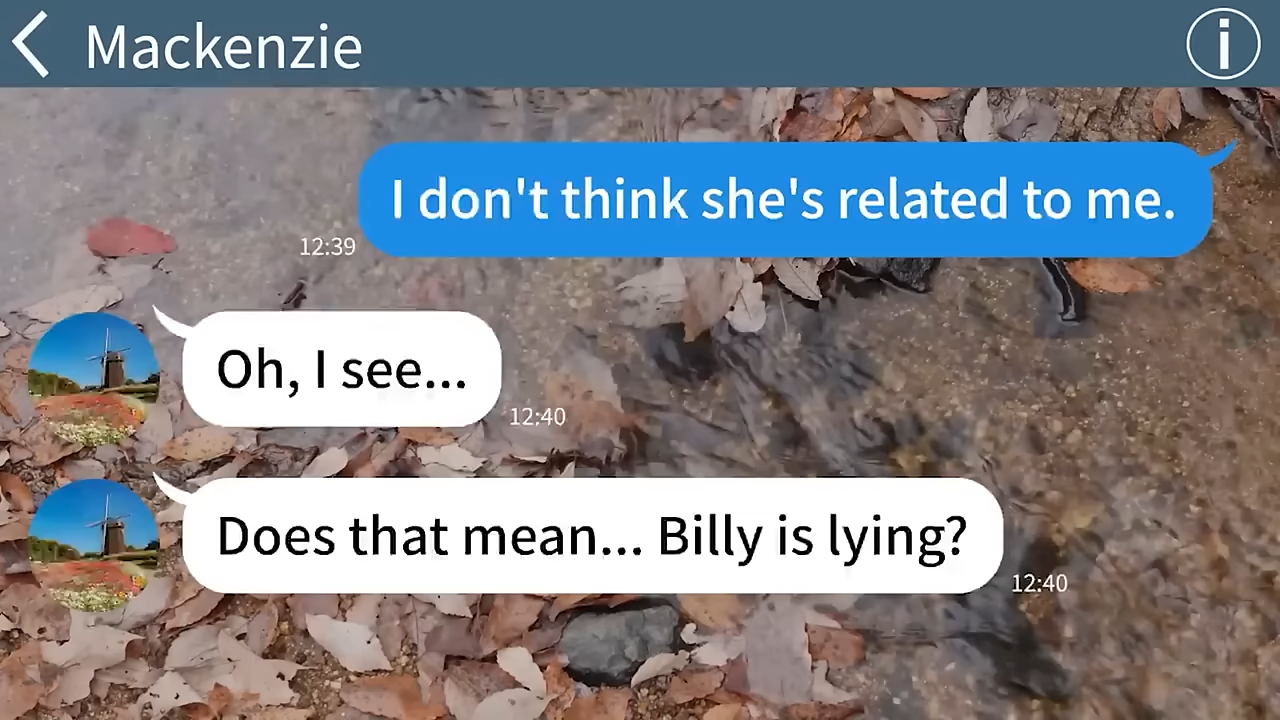 Mackenzie
I don't think she's related to me.
12:39
Oh, I see...
12:40
Does that mean... Billy is lying?
12:40